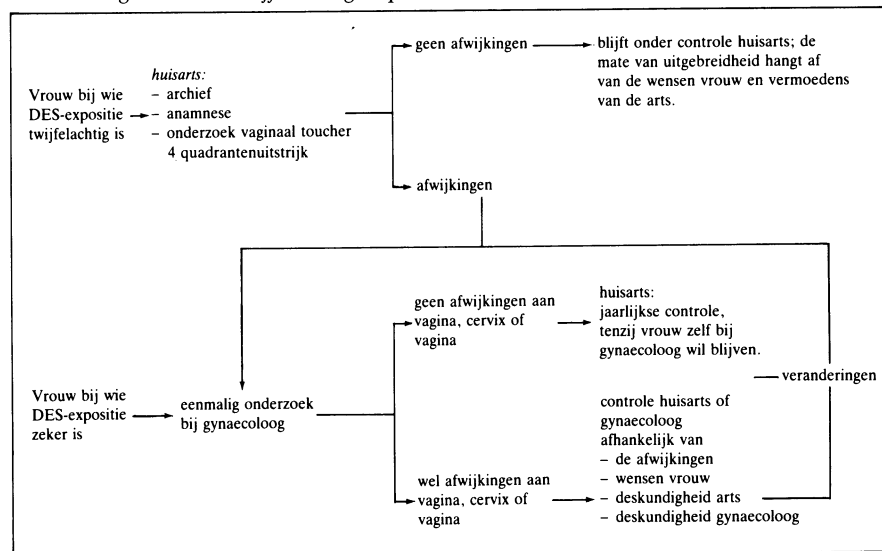 geen afwijkingen
blijft onder controle huisarts; de
mate van uitgebreidheid hangt af
van de wensen vrouw en vermoedens
van de arts.
Vrouw bij wie
DES-expositie
twijfelachtig is
huisarts:
– archief
– anamnese
– onderzoek vaginaal toucher
4 quadrantenuitstrijk
afwijkingen
geen afwijkingen aan
vagina, cervix of
vagina
huisarts:
jaarlijkse controle,
tenzij vrouw zelf bij
gynaecoloog wil blijven.
veranderingen
Vrouw bij wie
DES-expositie
zeker is
eenmalig onderzoek
bij gynaecoloog
wel afwijkingen aan
vagina, cervix of
vagina
controle huisarts of
gynaecoloog
afhankelijk van
– de afwijkingen
– wensen vrouw
– deskundigheid arts
– deskundigheid gynaecoloog